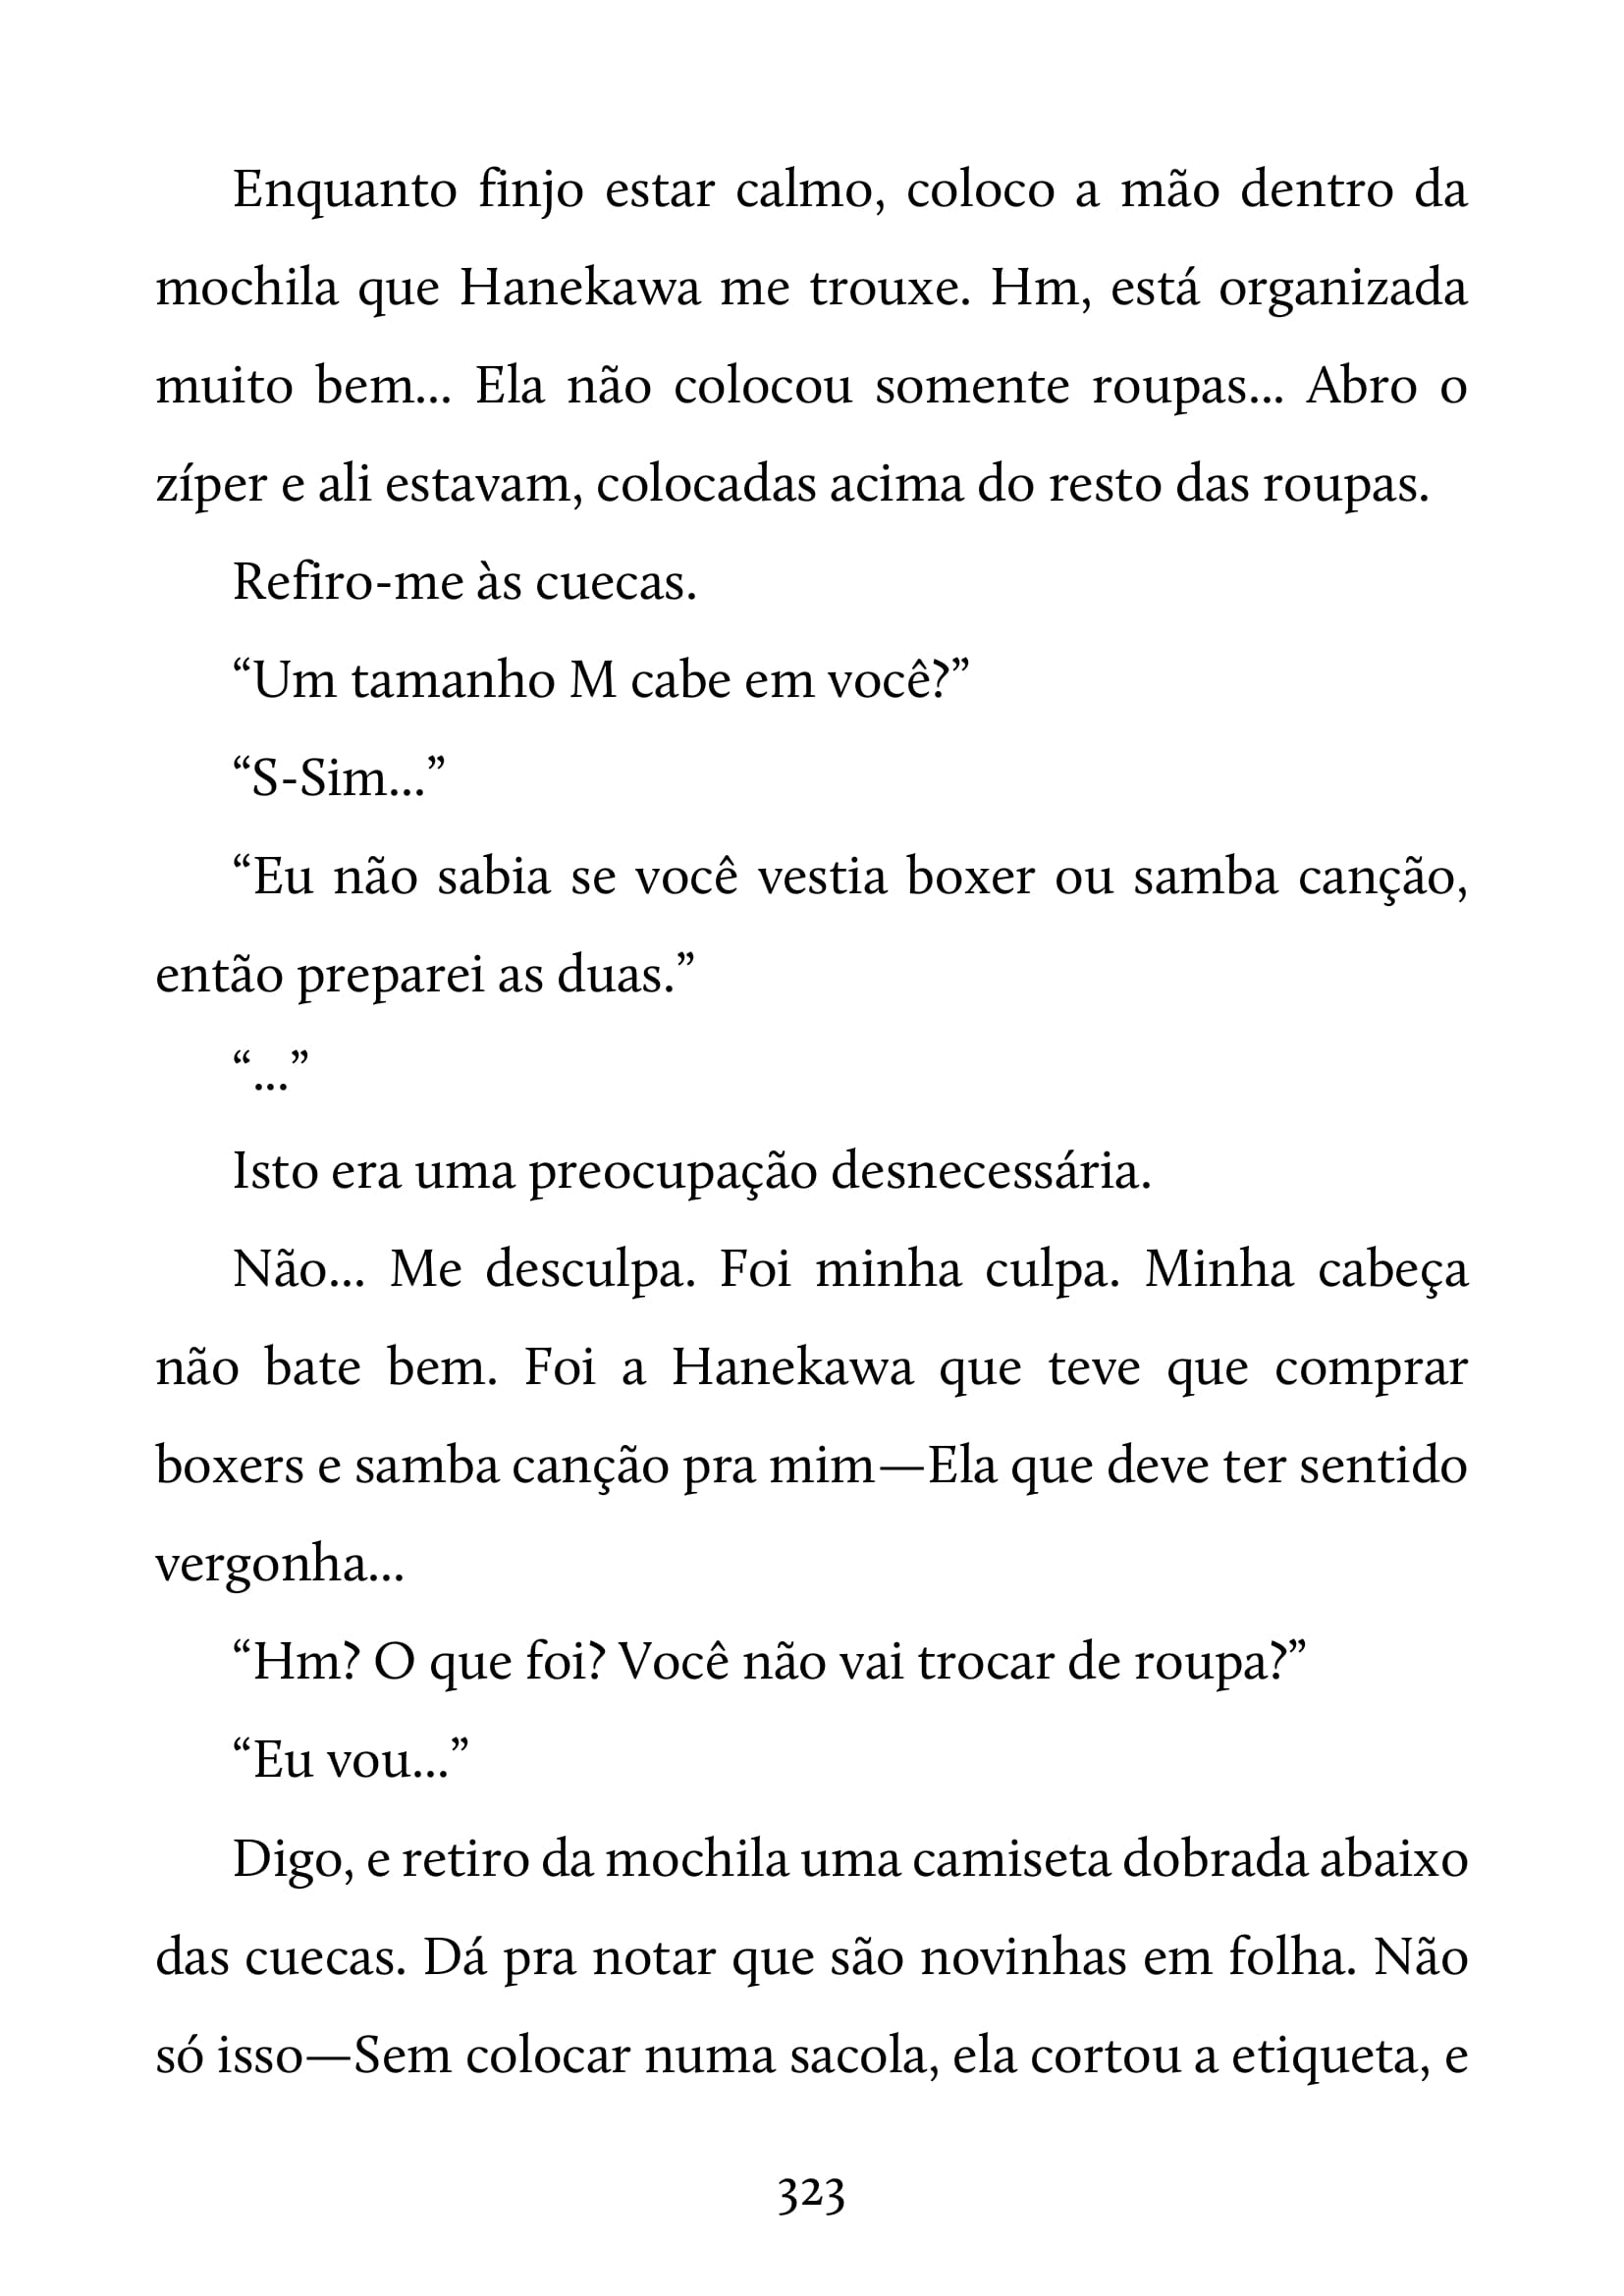 Enquanto finjo estar calmo, coloco a mão dentro da
mochila que Hanekawa me trouxe. Hm, está organizada
muito bem... Ela não colocou somente roupas... Abro o
zíper e ali estavam, colocadas acima do resto das roupas.
Refiro-me às cuecas.
“Um tamanho M cabe em você?”
“S-Sim...”
“Eu não sabia se você vestia boxer ou samba canção,
então preparei as duas.”
“...”
Isto era uma preocupação desnecessária.
Não... Me desculpa. Foi minha culpa. Minha cabeça
não bate bem. Foi a Hanekawa que teve que comprar
boxers e samba canção pra mim—Ela que deve ter sentido
vergonha...
“Hm? O que foi? Você não vai trocar de roupa?”
“Eu vou...”
Digo, e retiro da mochila uma camiseta dobrada abaixo
das cuecas. Dá pra notar que são novinhas em folha. Não
só isso—Sem colocar numa sacola, ela cortou a etiqueta, e
323